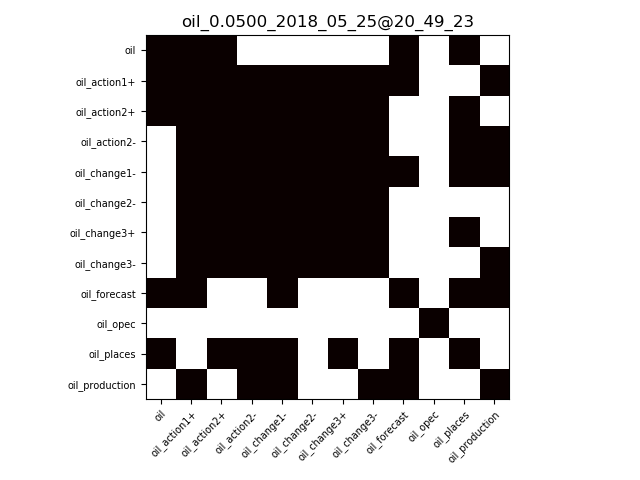 oil_0.0500_2018_05_25@20_49_23
oil
oil_action1+
oil_action2+
oil_action2-
oil_change1-
oil_change2-
oil_change3+
oil_change3-
oil_forecast
oil_opec
oil_places
oil_production
oil
oil_action1+
oil_action2+
oil_action2-
oil_change1-
oil_change2-
oil_change3+
oil_change3-
oil_forecast
oil_opec
oil_places
oil_production